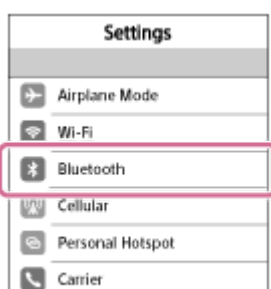 Settings
Airplane Mode
Wi-Fi
Bluetooth
Cellular
Personal Hotspot
Carrier